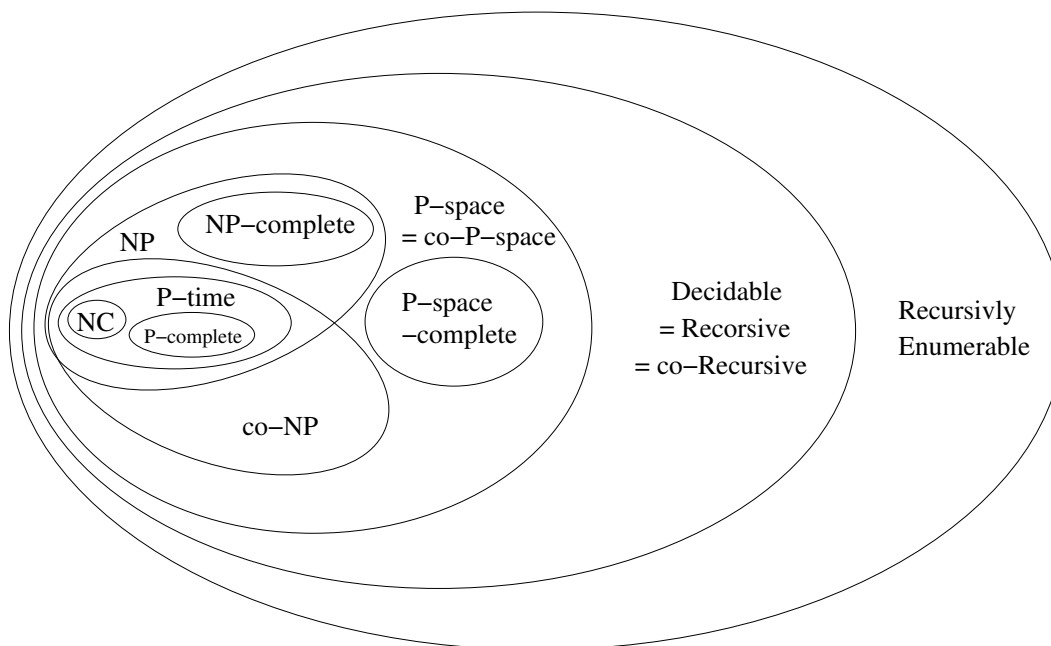 NP−complete
NP
P−space
= co−P−space
P−time
NC
P−complete
P−space
−complete
Decidable
= Recorsive
= co−Recursive
Recursivly
Enumerable
co−NP